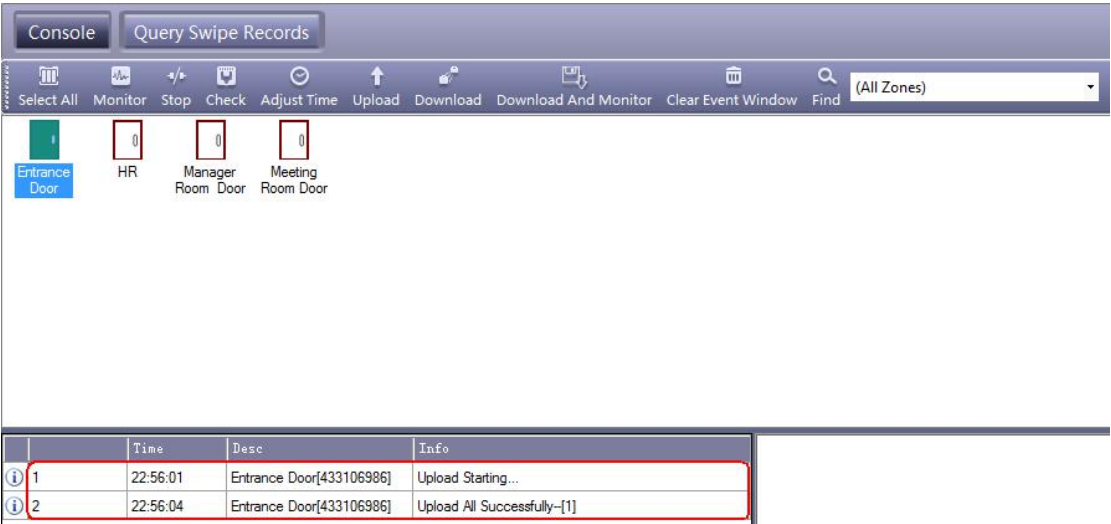 Console Query Swipe Records
Select All Monitor Stop Check Adjust Time Upload Download Download And Monitor Clear Event Window Find (All Zones)
Entrance Door
HR
Manager Room Door
Meeting Room Door
Time Desc Info
1 22:56:01 Entrance Door[433106986] Upload Starting...
2 22:56:04 Entrance Door[433106986] Upload All Successfully--[1]